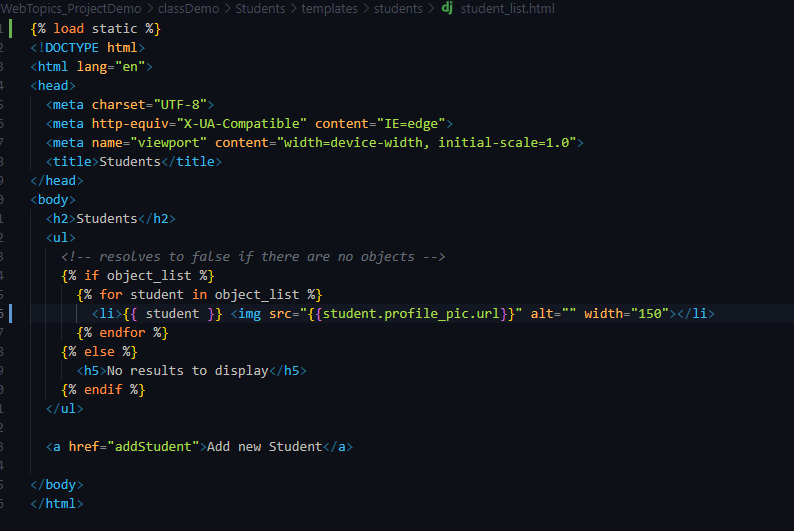 WebTopics_ProjectDemo > classDemo > Students > templates > students > dj student_list.html
{% load static %}
<!DOCTYPE html>
<html lang="en">
<head>
<meta charset="UTF-8">
<meta http-equiv="X-UA-Compatible" content="IE=edge">
<meta name="viewport" content="width=device-width, initial-scale=1.0">
<title>Students</title>
</head>
<body>
<h2>Students</h2>
<ul>
<!-- resolves to false if there are no objects -->
{% if object_list %}
{% for student in object_list %}
<li>{{ student }} <img src="{{student.profile_pic.url}}" alt="" width="150"></li>
{% endfor %}
{% else %}
<h5>No results to display</h5>
{% endif %}
</ul>
<a href="addStudent">Add new Student</a>
</body>
</html>